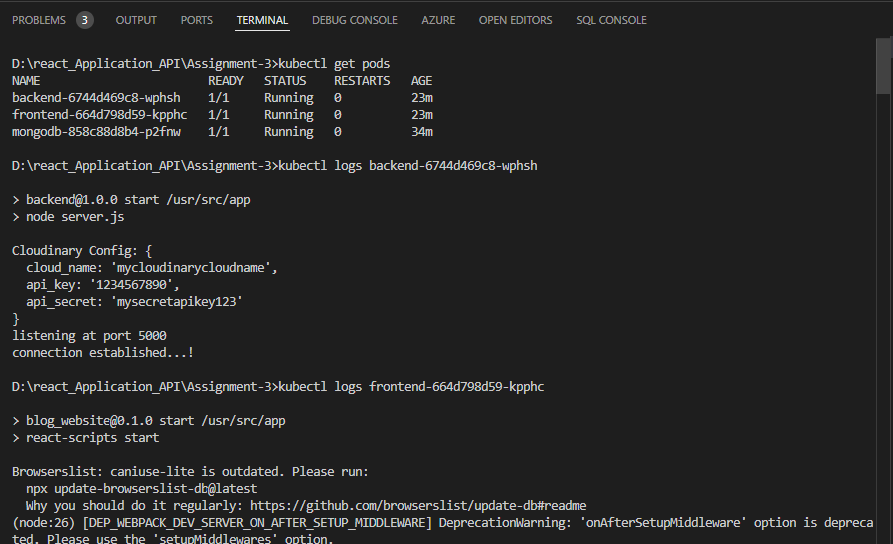 PROBLEMS 3 OUTPUT PORTS TERMINAL DEBUG CONSOLE AZURE OPEN EDITORS SQL CONSOLE
D:\react_Application_API\Assignment-3>kubectl get pods
NAME READY STATUS RESTARTS AGE
backend-6744d469c8-wphsh 1/1 Running 0 23m
frontend-664d798d59-kpphc 1/1 Running 0 23m
mongodb-858c88d8b4-p2fnw 1/1 Running 0 34m
D:\react_Application_API\Assignment-3>kubectl logs backend-6744d469c8-wphsh
> backend@1.0.0 start /usr/src/app
> node server.js
Cloudinary Config: {
  cloud_name: 'mycloudinarycloudname',
  api_key: '1234567890',
  api_secret: 'mysecretapikey123'
}
listening at port 5000
connection established...!
D:\react_Application_API\Assignment-3>kubectl logs frontend-664d798d59-kpphc
> blog_website@0.1.0 start /usr/src/app
> react-scripts start
Browserslist: caniuse-lite is outdated. Please run:
  npx update-browserslist-db@latest
  Why you should do it regularly: https://github.com/browserslist/update-db#readme
(node:26) [DEP_WEBPACK_DEV_SERVER_ON_AFTER_SETUP_MIDDLEWARE] DeprecationWarning: 'onAfterSetupMiddleware' option is depreca
ted. Please use the 'setupMiddlewares' option.